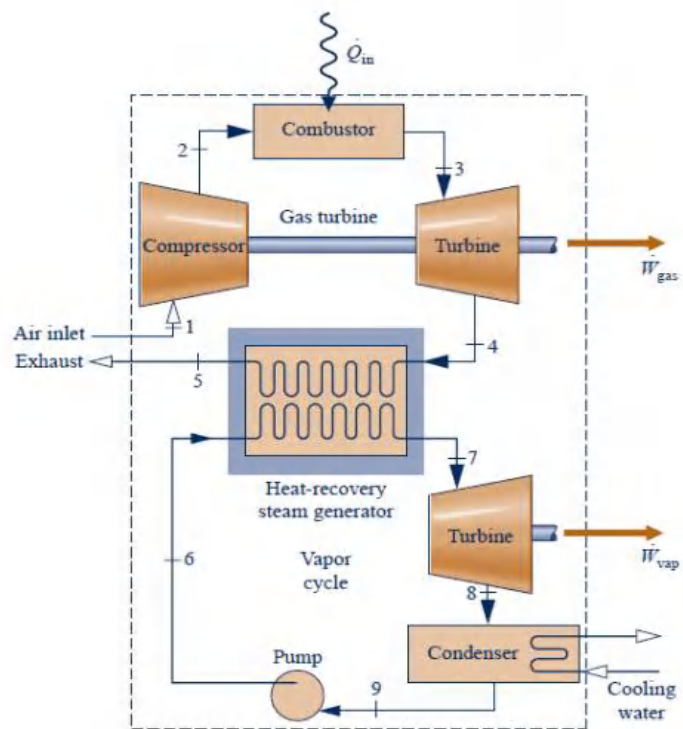 Q̇in
Combustor
2
3
Gas turbine
Compressor
Turbine
Ẇgas
Air inlet
1
4
Exhaust
5
7
Heat-recovery
steam generator
Turbine
6
Vapor
cycle
Ẇvap
8
Pump
Condenser
9
Cooling
water